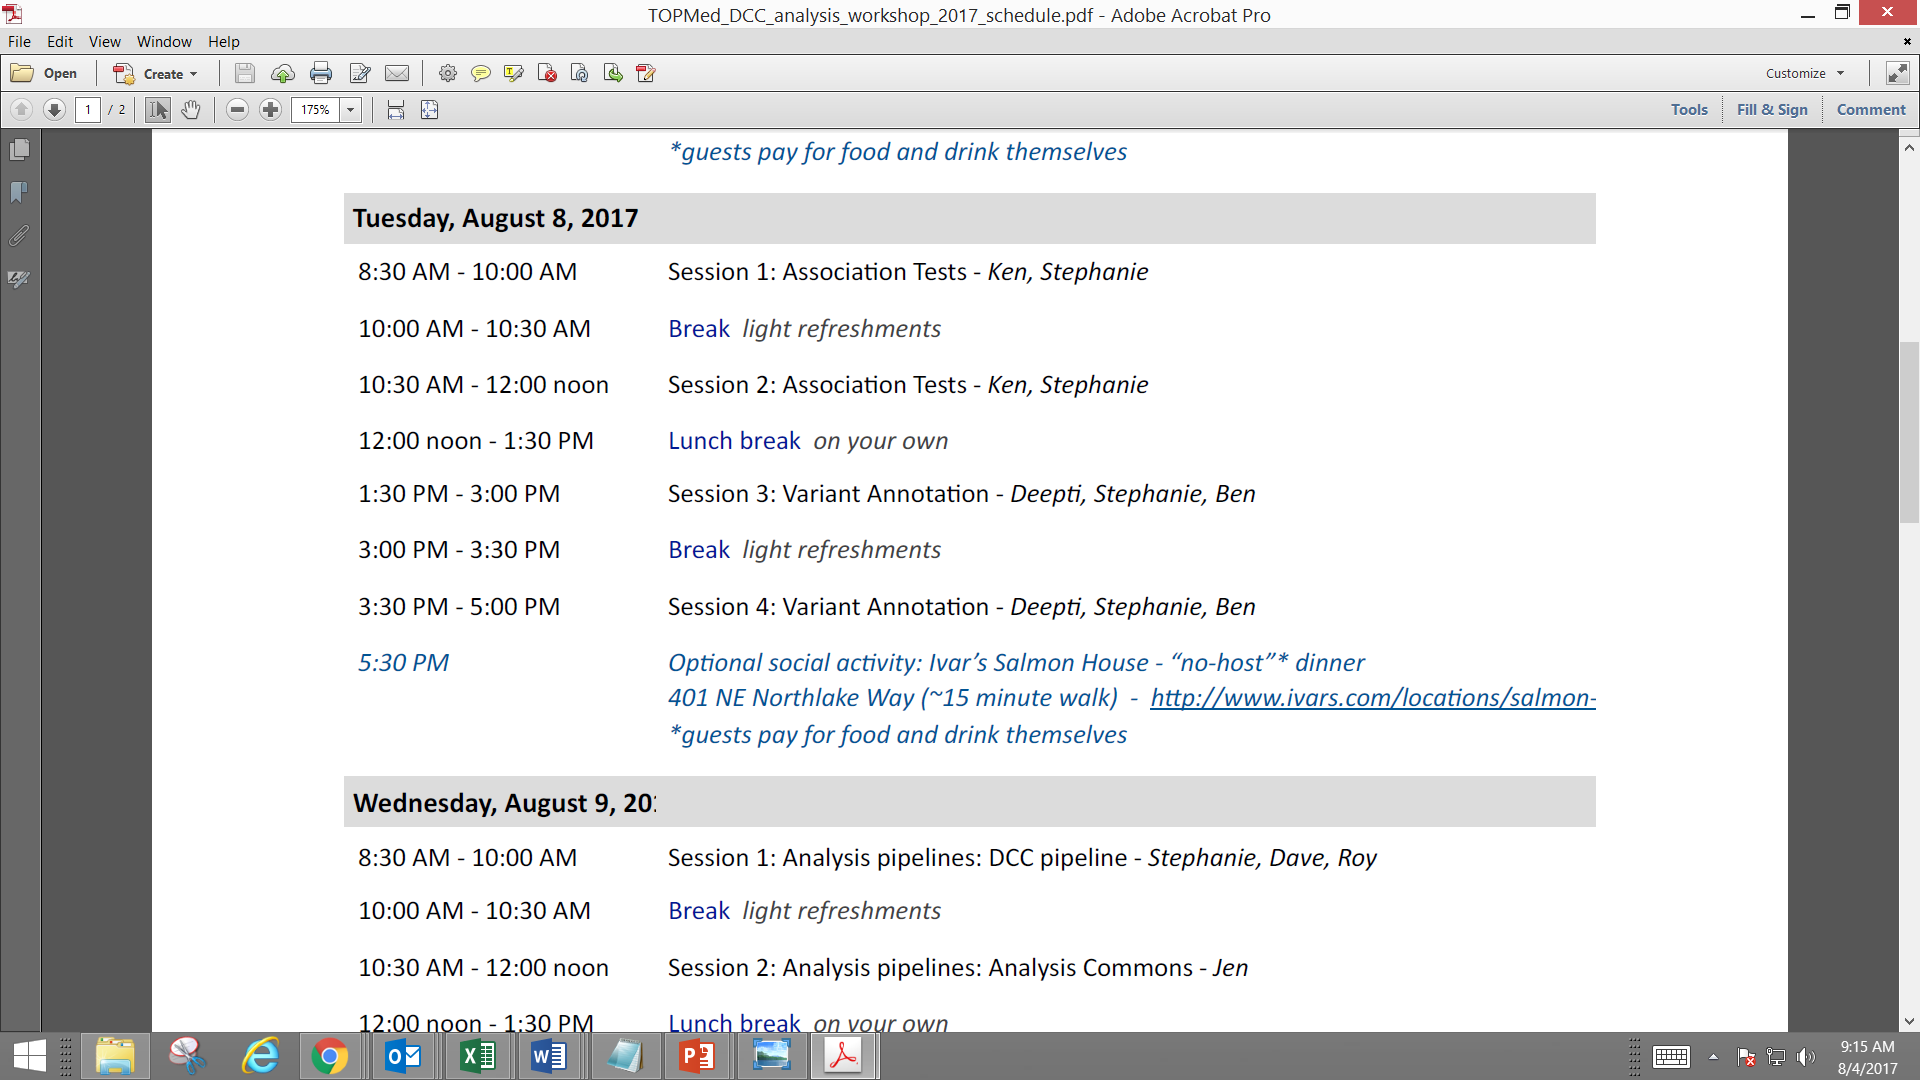 TOPMed_DCC_analysis_workshop_2017_schedule.pdf - Adobe Acrobat Pro
File Edit View Window Help
Open Create Customize
1 / 2 175% Tools Fill & Sign Comment
*guests pay for food and drink themselves
Tuesday, August 8, 2017
8:30 AM - 10:00 AM Session 1: Association Tests - Ken, Stephanie
10:00 AM - 10:30 AM Break light refreshments
10:30 AM - 12:00 noon Session 2: Association Tests - Ken, Stephanie
12:00 noon - 1:30 PM Lunch break on your own
1:30 PM - 3:00 PM Session 3: Variant Annotation - Deepti, Stephanie, Ben
3:00 PM - 3:30 PM Break light refreshments
3:30 PM - 5:00 PM Session 4: Variant Annotation - Deepti, Stephanie, Ben
5:30 PM Optional social activity: Ivar’s Salmon House - “no-host”* dinner
401 NE Northlake Way (~15 minute walk) - http://www.ivars.com/locations/salmon-
*guests pay for food and drink themselves
Wednesday, August 9, 20
8:30 AM - 10:00 AM Session 1: Analysis pipelines: DCC pipeline - Stephanie, Dave, Roy
10:00 AM - 10:30 AM Break light refreshments
10:30 AM - 12:00 noon Session 2: Analysis pipelines: Analysis Commons - Jen
12:00 noon - 1:30 PM Lunch break on your own
9:15 AM
8/4/2017